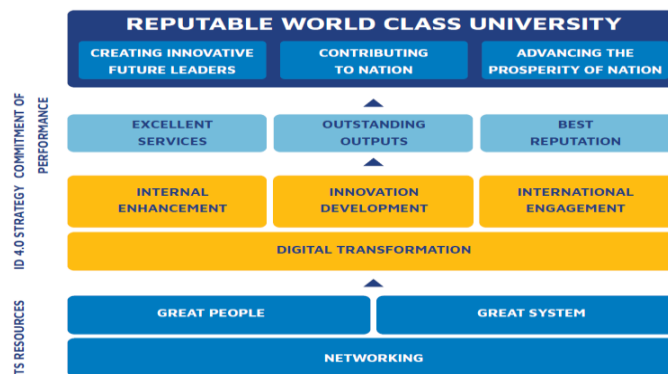 REPUTABLE WORLD CLASS UNIVERSITY
CREATING INNOVATIVE
FUTURE LEADERS
CONTRIBUTING
TO NATION
ADVANCING THE
PROSPERITY OF NATION
COMMITMENT OF
PERFORMANCE
EXCELLENT
SERVICES
OUTSTANDING
OUTPUTS
BEST
REPUTATION
ID 4.0 STRATEGY
INTERNAL
ENHANCEMENT
INNOVATION
DEVELOPMENT
INTERNATIONAL
ENGAGEMENT
DIGITAL TRANSFORMATION
TS RESOURCES
GREAT PEOPLE
GREAT SYSTEM
NETWORKING